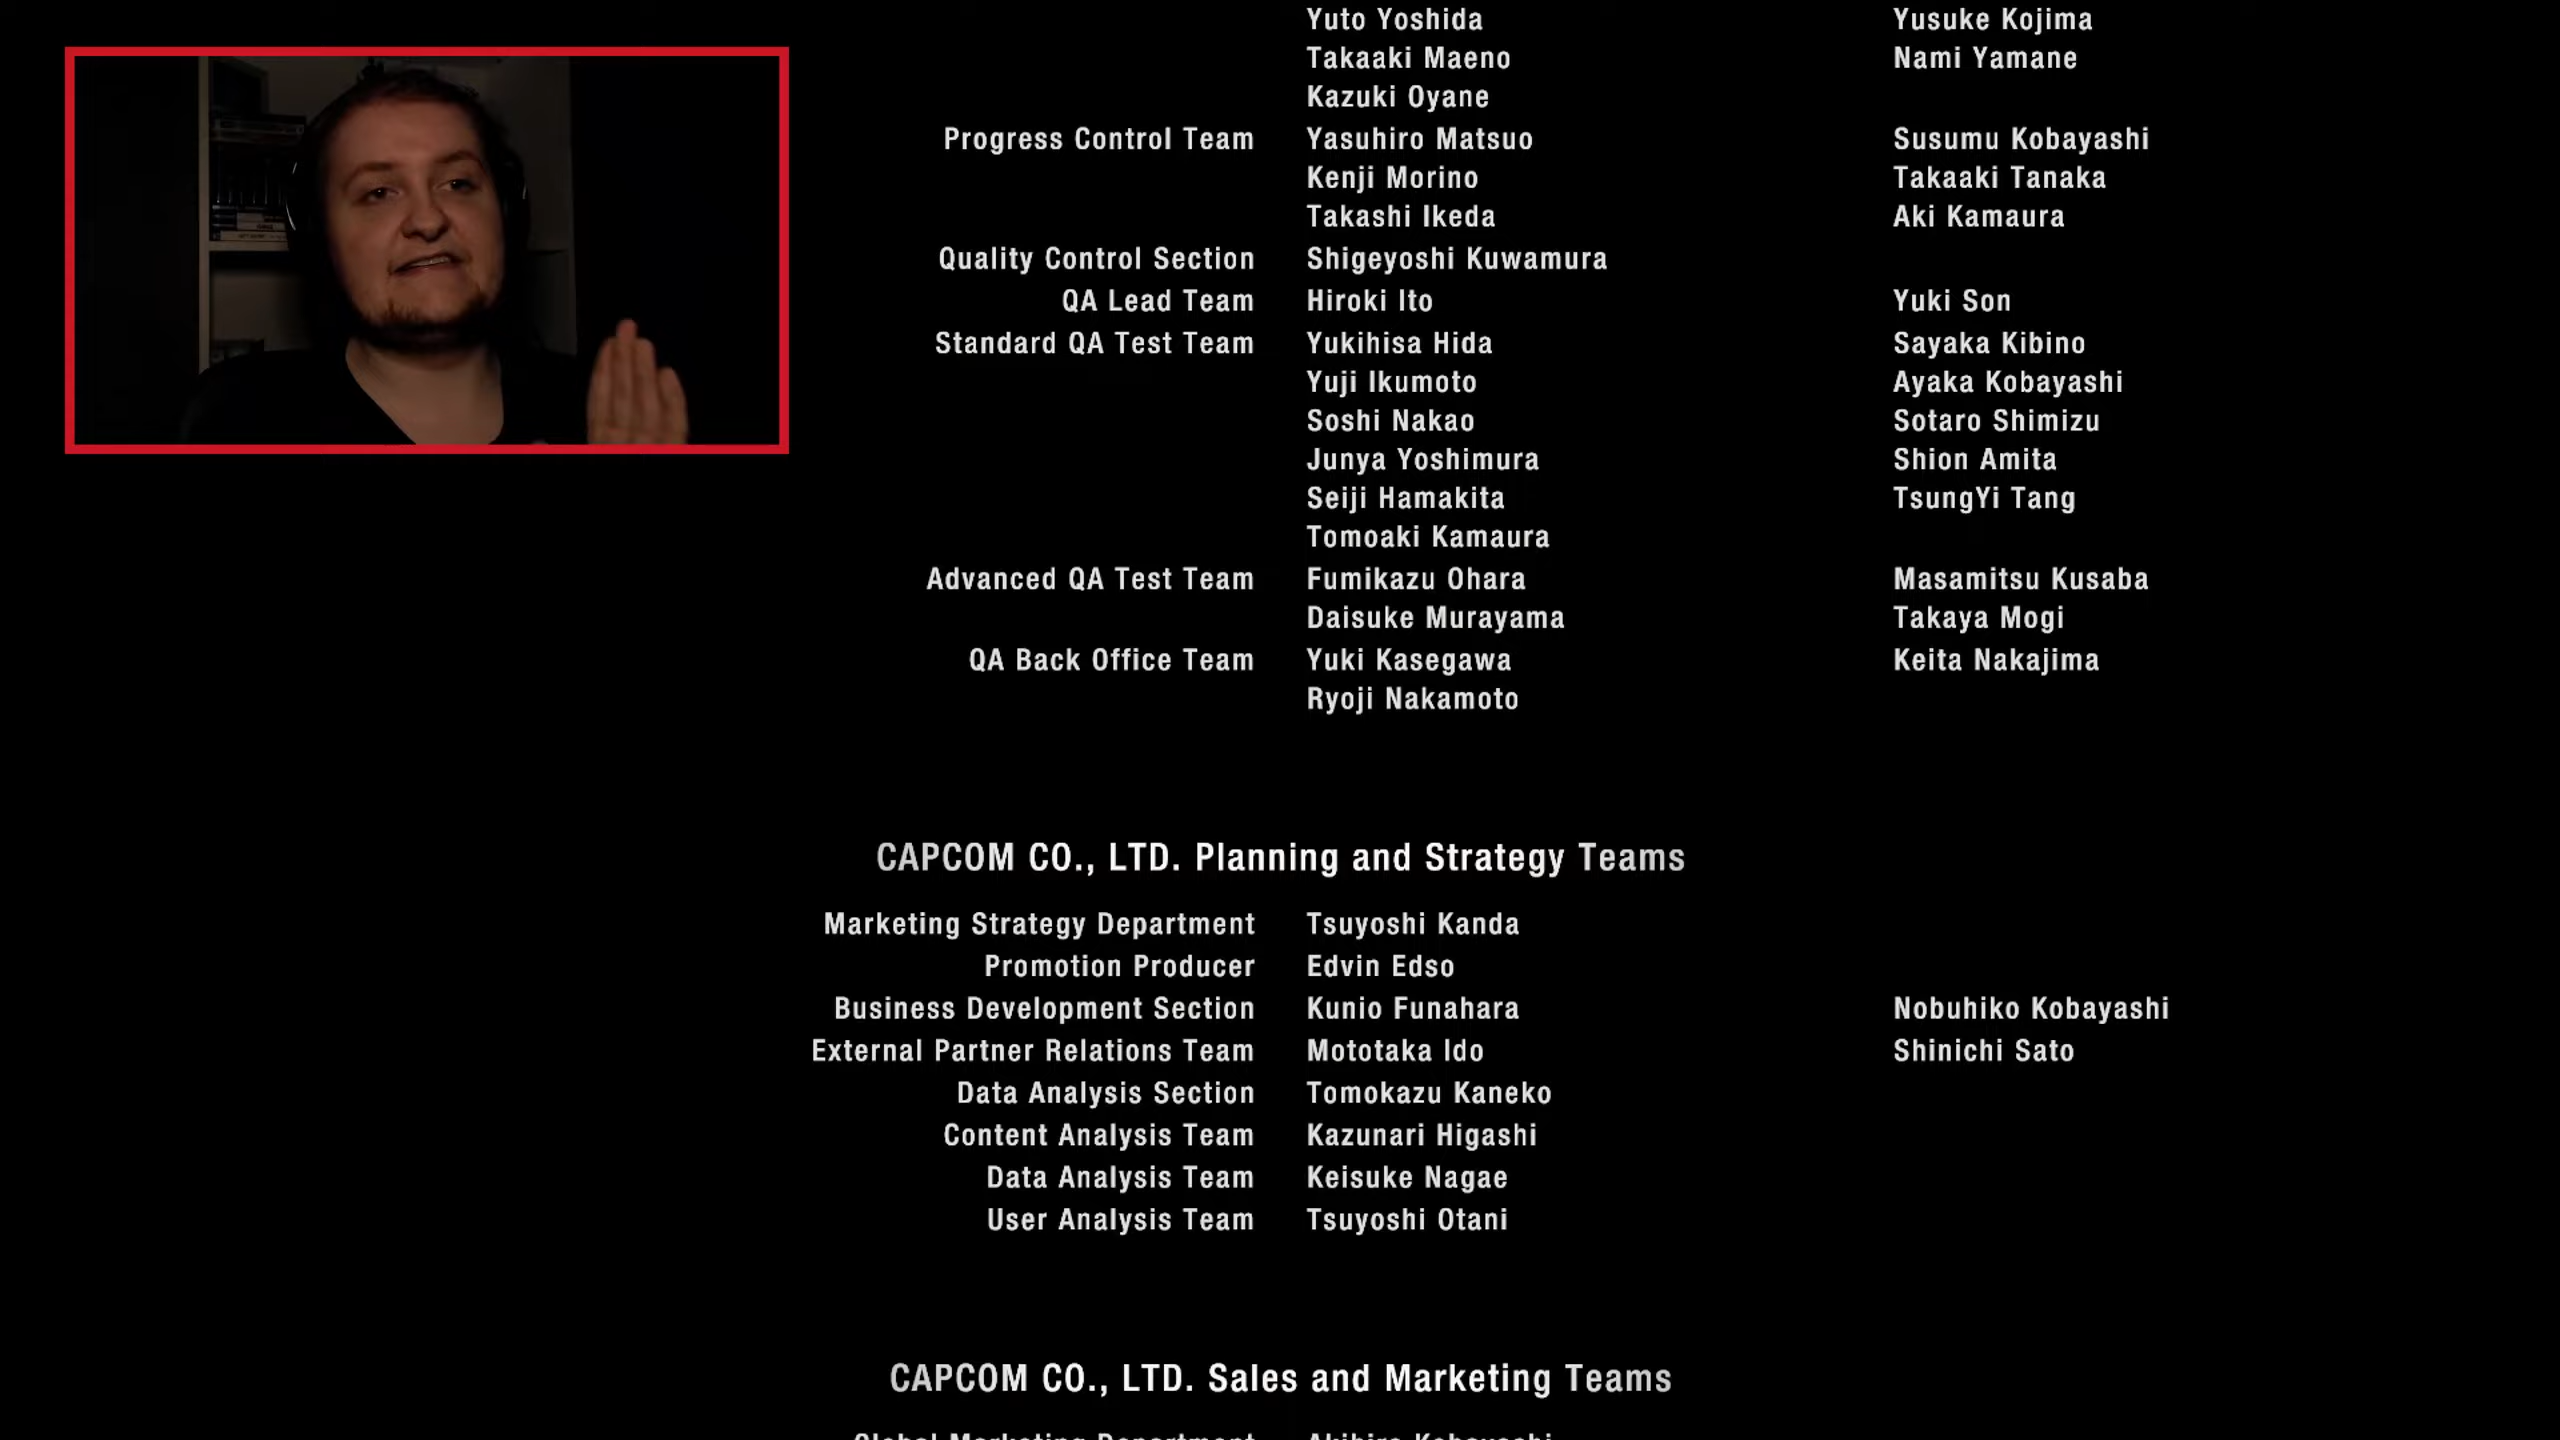 Yuto Yoshida Yusuke Kojima
Takaaki Maeno Nami Yamane
Kazuki Oyane
Progress Control Team Yasuhiro Matsuo Susumu Kobayashi
Kenji Morino Takaaki Tanaka
Takashi Ikeda Aki Kamaura
Quality Control Section Shigeyoshi Kuwamura
QA Lead Team Hiroki Ito Yuki Son
Standard QA Test Team Yukihisa Hida Sayaka Kibino
Yuji Ikumoto Ayaka Kobayashi
Soshi Nakao Sotaro Shimizu
Junya Yoshimura Shion Amita
Seiji Hamakita TsungYi Tang
Tomoaki Kamaura
Advanced QA Test Team Fumikazu Ohara Masamitsu Kusaba
Daisuke Murayama Takaya Mogi
QA Back Office Team Yuki Kasegawa Keita Nakajima
Ryoji Nakamoto
CAPCOM CO., LTD. Planning and Strategy Teams
Marketing Strategy Department Tsuyoshi Kanda
Promotion Producer Edvin Edso
Business Development Section Kunio Funahara Nobuhiko Kobayashi
External Partner Relations Team Mototaka Ido Shinichi Sato
Data Analysis Section Tomokazu Kaneko
Content Analysis Team Kazunari Higashi
Data Analysis Team Keisuke Nagae
User Analysis Team Tsuyoshi Otani
CAPCOM CO., LTD. Sales and Marketing Teams
Global Marketing Department Akihiro Kobayashi